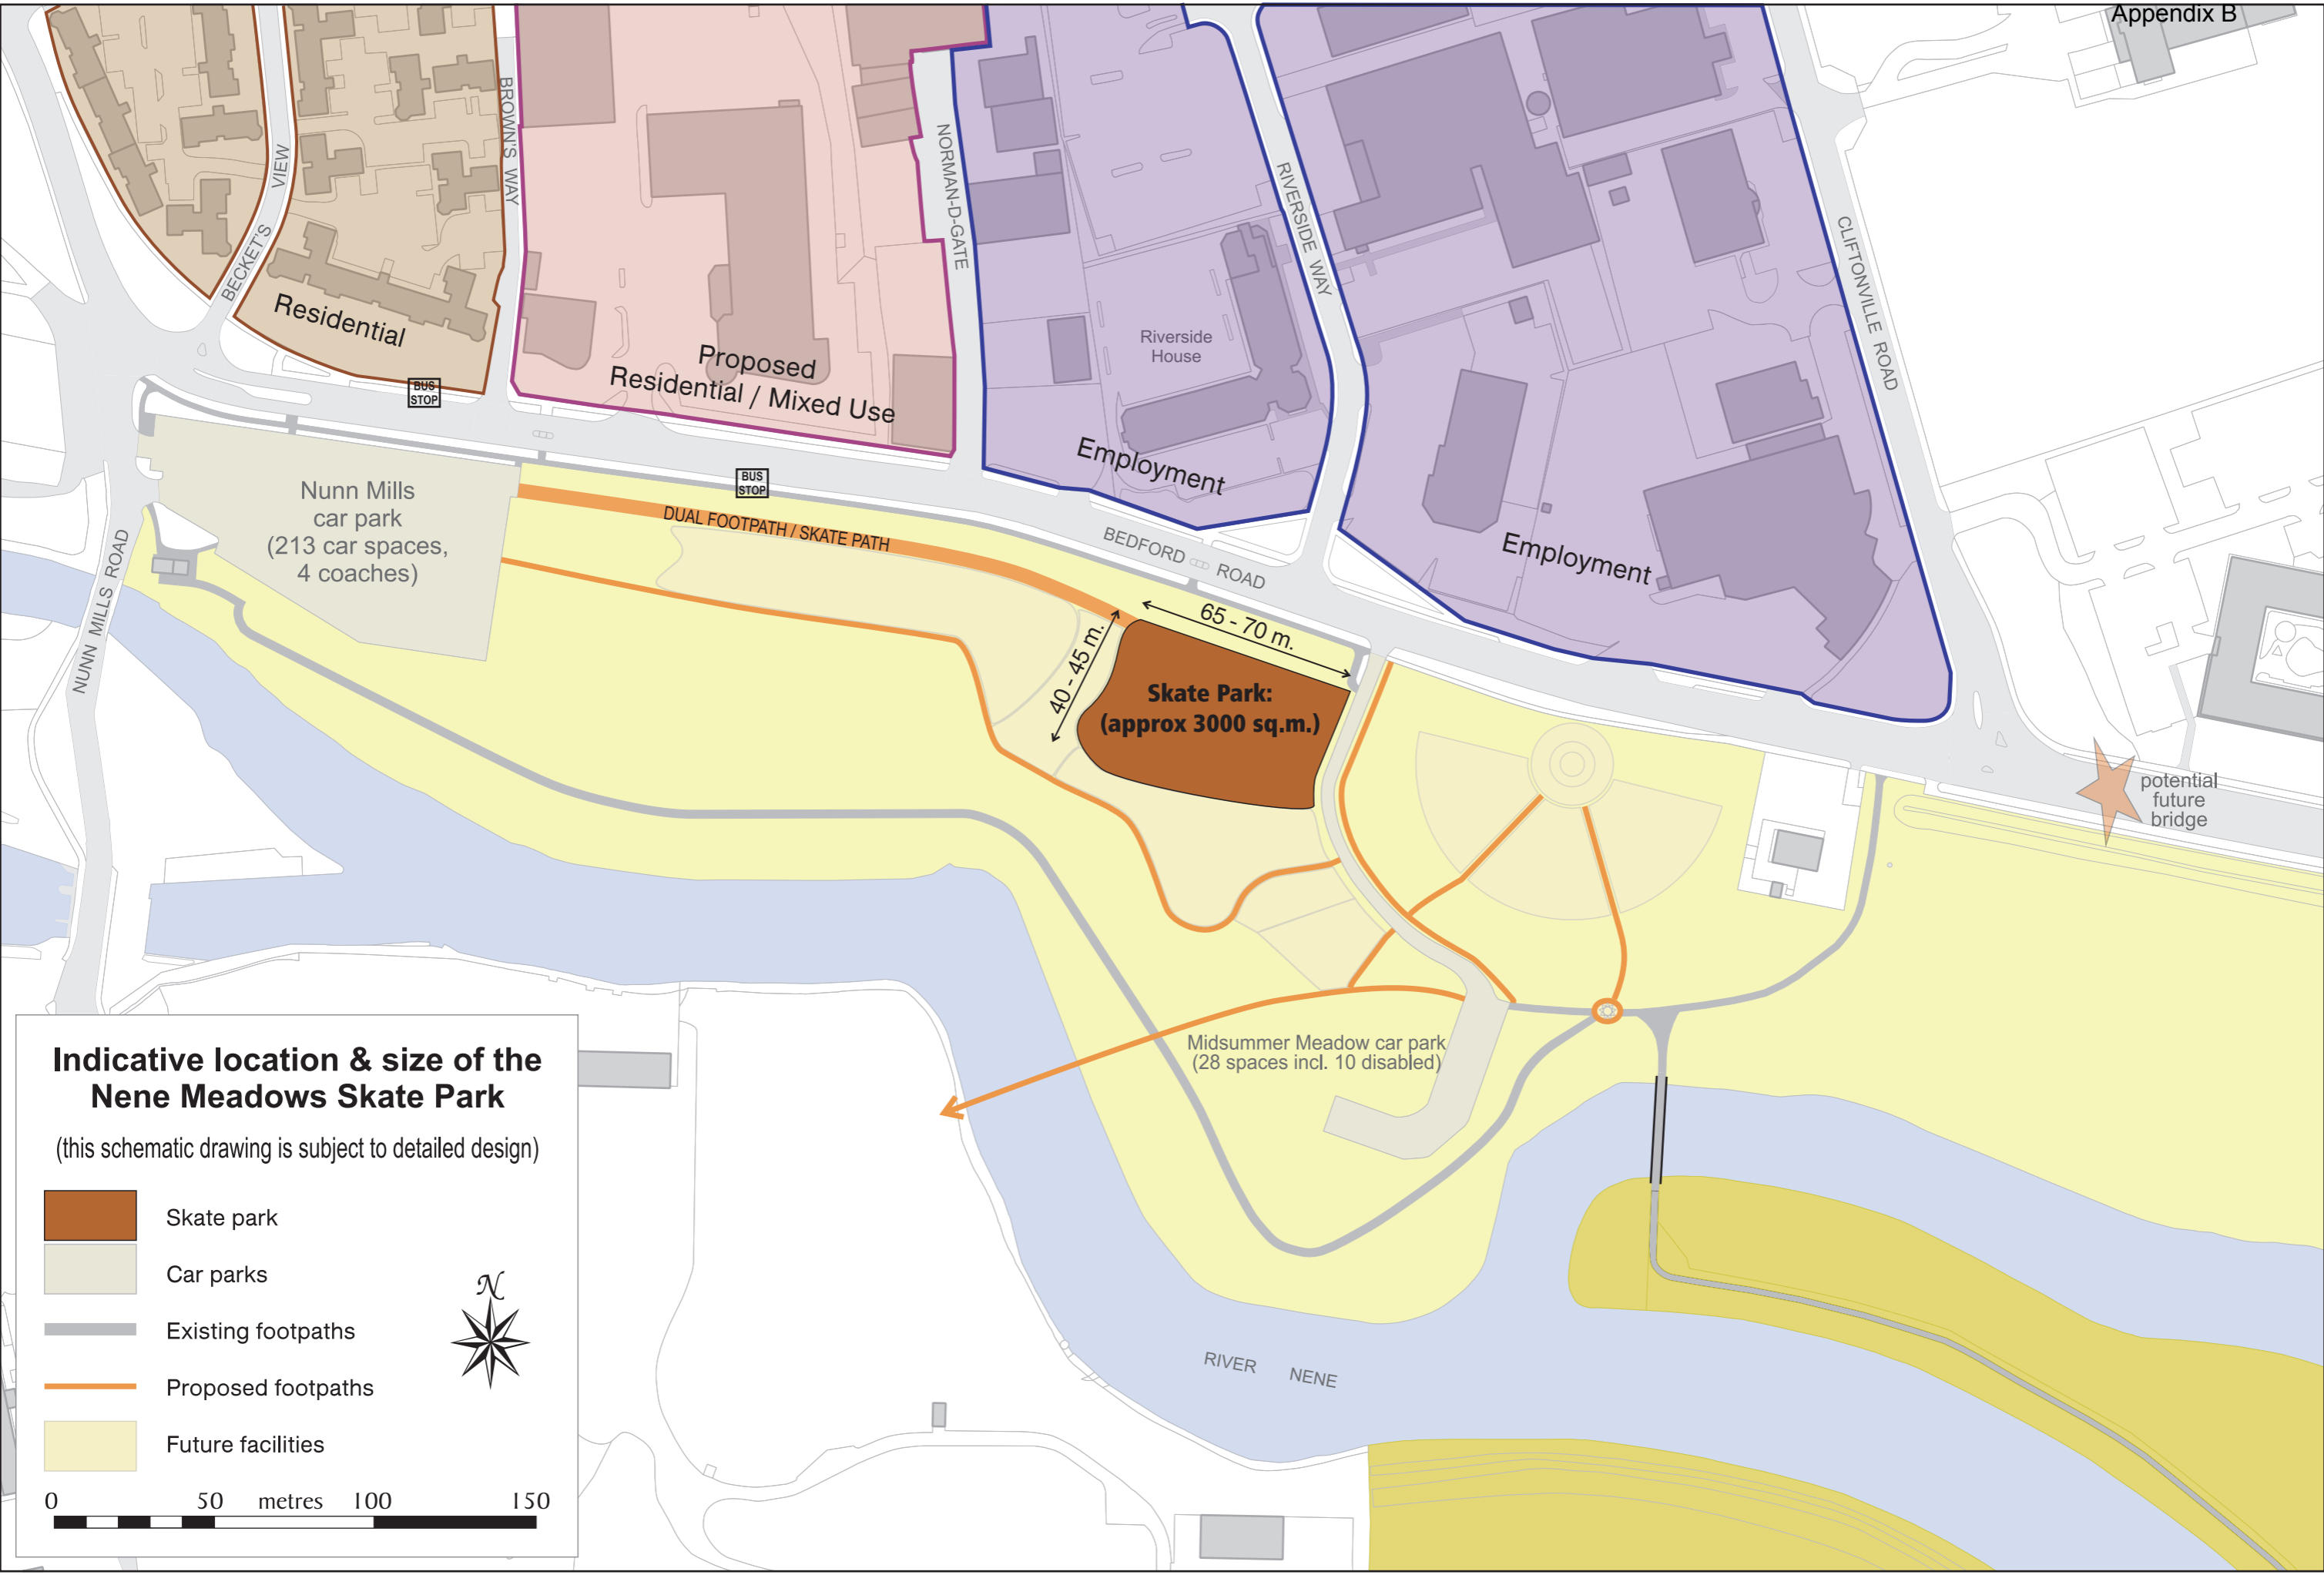 Appendix B
BROWN'S WAY
VIEW
BECKET'S
NORMAN-D-GATE
RIVERSIDE WAY
CLIFTONVILLE ROAD
Residential
Proposed
Residential / Mixed Use
Riverside
House
Employment
Employment
BUS
STOP
BUS
STOP
Nunn Mills
car park
(213 car spaces,
4 coaches)
NUNN MILLS ROAD
DUAL FOOTPATH / SKATE PATH
BEDFORD ROAD
65 - 70 m.
40 - 45 m.
Skate Park:
(approx 3000 sq.m.)
potential
future
bridge
Midsummer Meadow car park
(28 spaces incl. 10 disabled)
RIVER NENE
Indicative location & size of the
Nene Meadows Skate Park
(this schematic drawing is subject to detailed design)
Skate park
Car parks
Existing footpaths
Proposed footpaths
Future facilities
N
0 50 metres 100 150